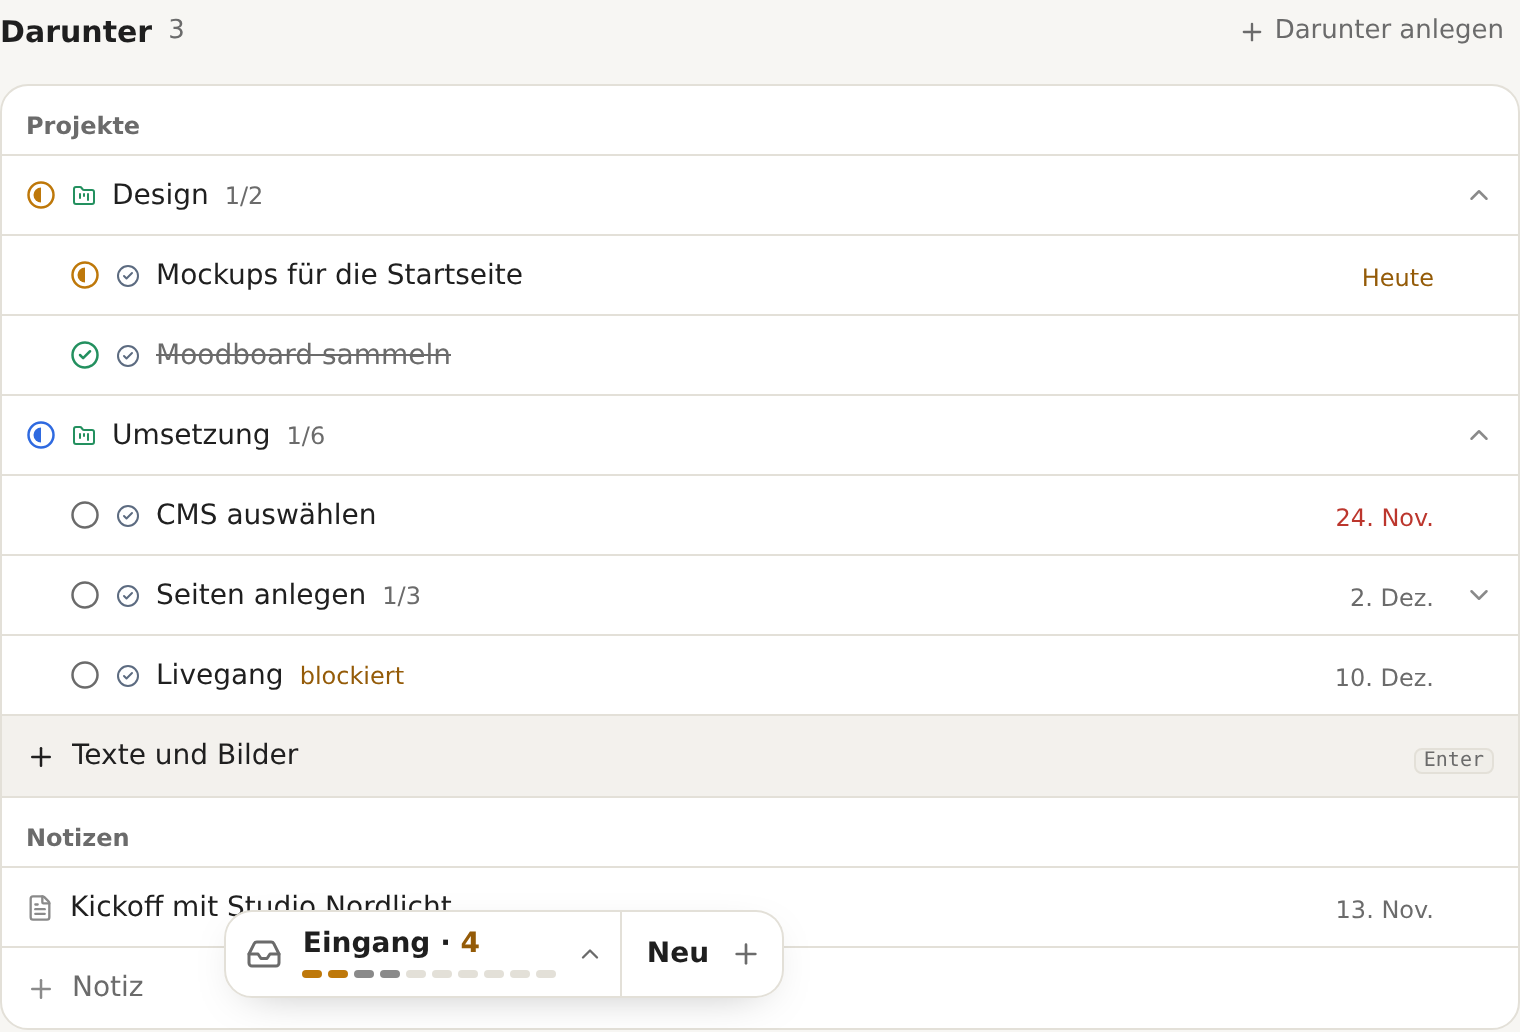 Darunter 3
+ Darunter anlegen
Projekte
Design 1/2
Mockups für die Startseite Heute
Moodboard sammeln
Umsetzung 1/6
CMS auswählen 24. Nov.
Seiten anlegen 1/3 2. Dez.
Livegang blockiert 10. Dez.
+ Texte und Bilder Enter
Notizen
Kickoff mit Studio Nordlicht 13. Nov.
Eingang · 4
Neu +
+ Notiz